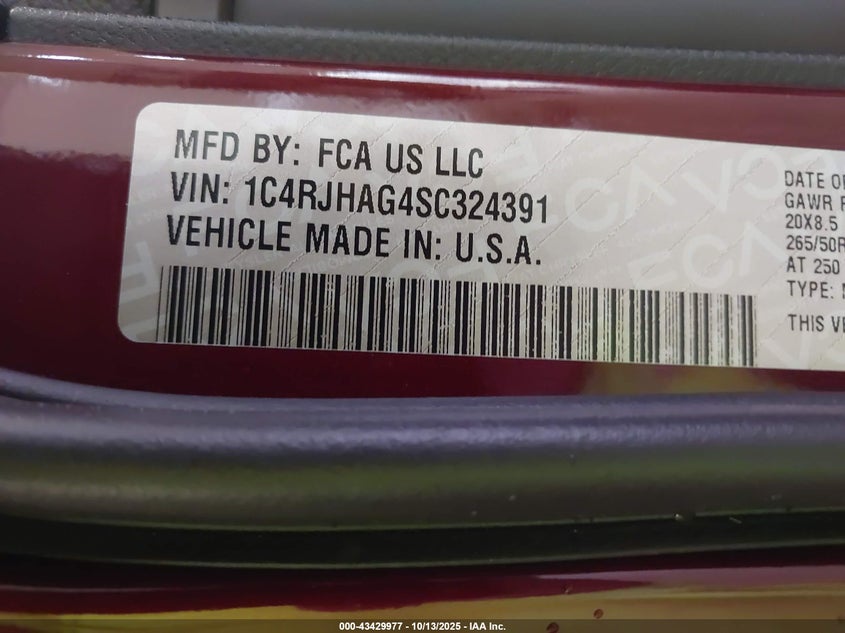 MFD BY: FCA US LLC
VIN: 1C4RJHAG4SC324391
VEHICLE MADE IN: U.S.A.
DATE OF
GAWR
20X8.5
265/50R
AT 250
TYPE:
THIS VE
000-43429977 - 10/13/2025 - IAA Inc.